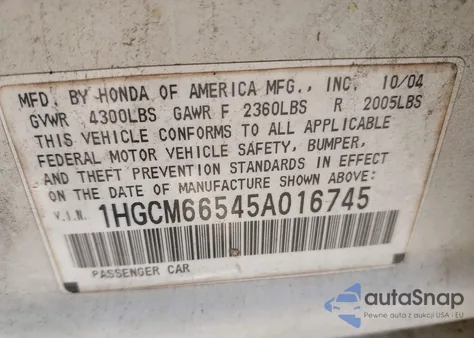 MFD. BY HONDA OF AMERICA MFG., INC. 10/04
GVWR 4300LBS GAWR F 2360LBS R 2005LBS
THIS VEHICLE CONFORMS TO ALL APPLICABLE
FEDERAL MOTOR VEHICLE SAFETY, BUMPER,
AND THEFT PREVENTION STANDARDS IN EFFECT
ON THE DATE OF MANUFACTURE SHOWN ABOVE:
V.I.N. 1HGCM66545A016745
PASSENGER CAR
autoSnap
Pewne auta z aukcji USA i EU